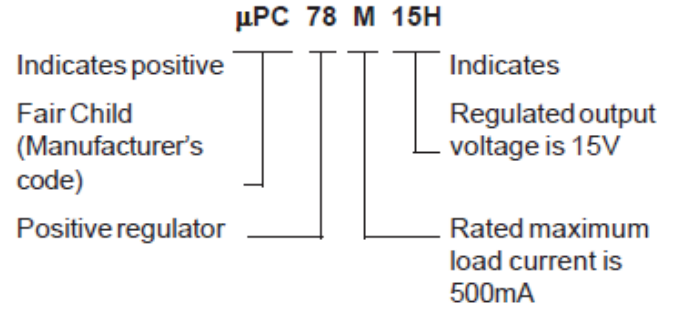 μPC 78 M 15H
Indicates positive
Fair Child
(Manufacturer's
code)
Positive regulator
Indicates
Regulated output
voltage is 15V
Rated maximum
load current is
500mA